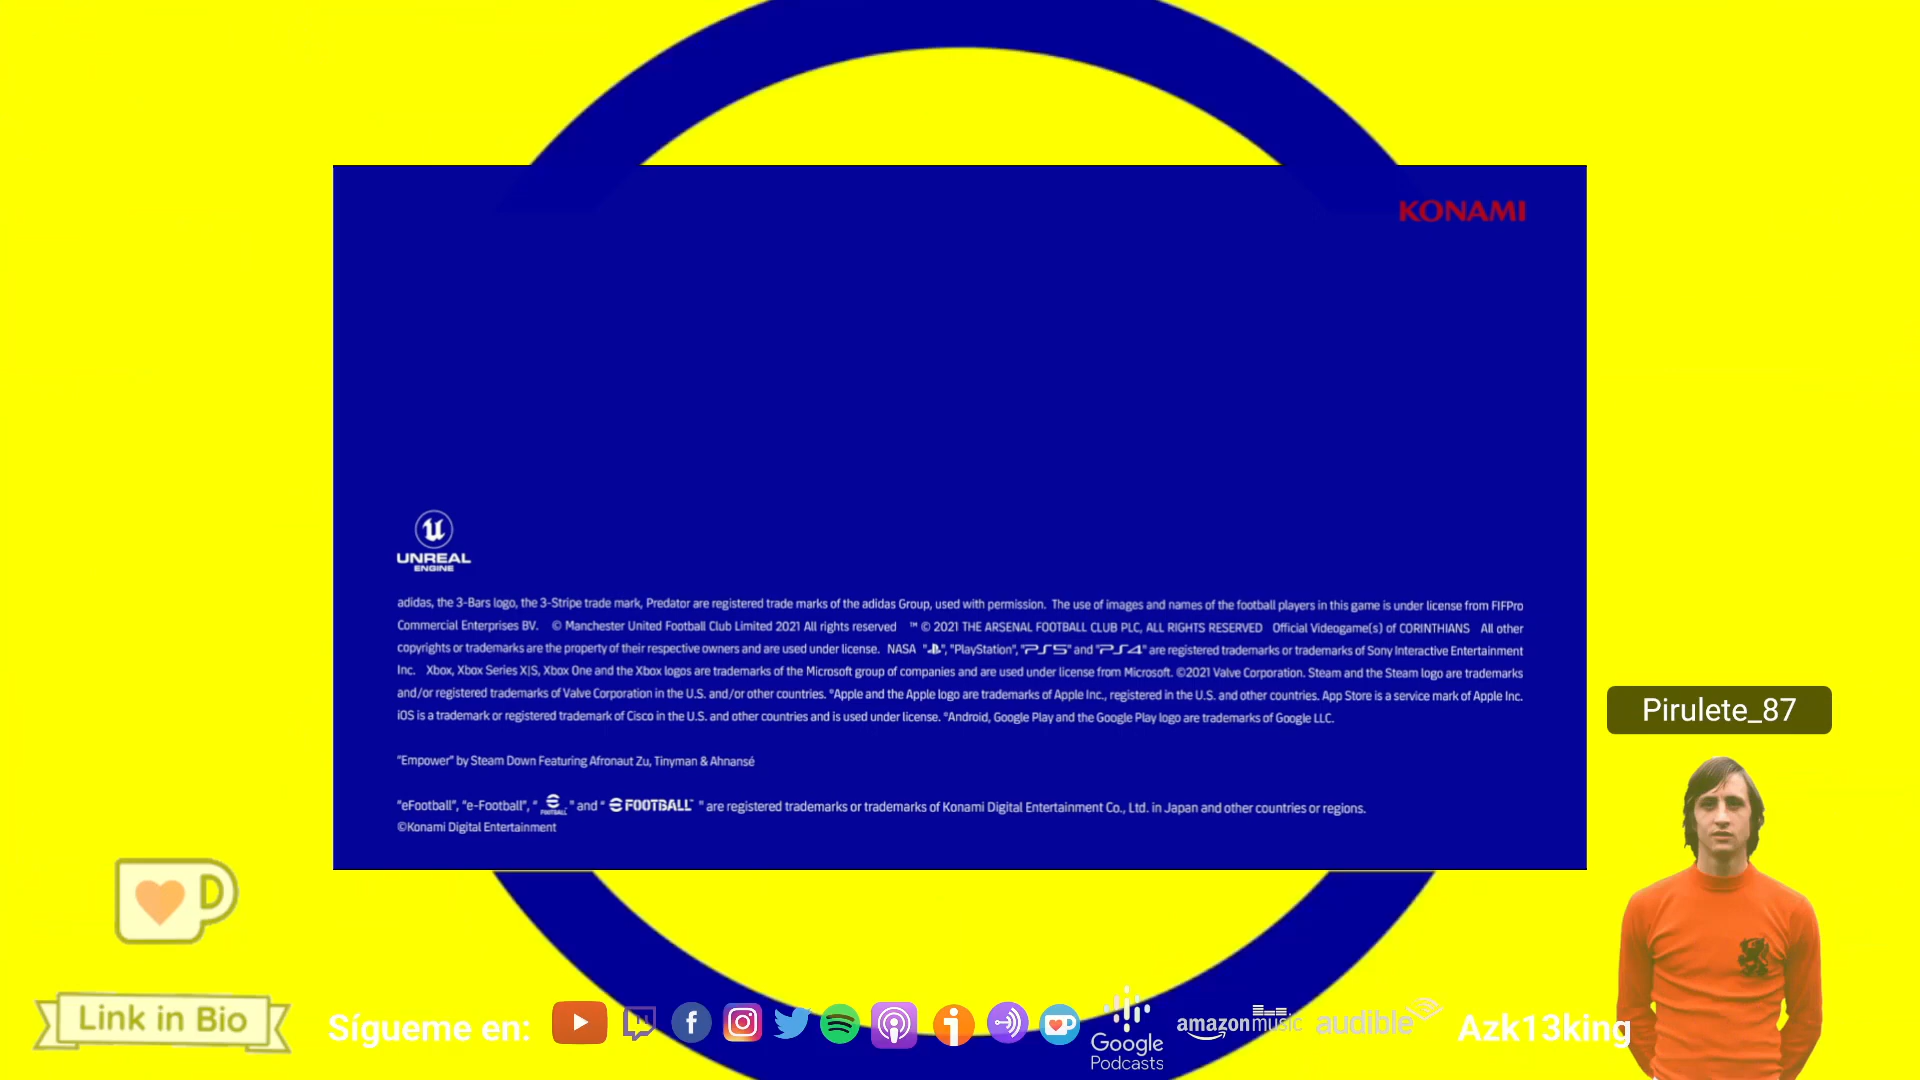 KONAMI
UNREAL
ENGINE
adidas, the 3-Bars logo, the 3-Stripe trade mark, Predator are registered trade marks of the adidas Group, used with permission. The use of images and names of the football players in this game is under license from FIFPro
Commercial Enterprises BV. © Manchester United Football Club Limited 2021 All rights reserved ™ © 2021 THE ARSENAL FOOTBALL CLUB PLC, ALL RIGHTS RESERVED Official Videogame(s) of CORINTHIANS All other
copyrights or trademarks are the property of their respective owners and are used under license. NASA "", "PlayStation", "PS5" and "PS4" are registered trademarks or trademarks of Sony Interactive Entertainment
Inc. Xbox, Xbox Series X|S, Xbox One and the Xbox logos are trademarks of the Microsoft group of companies and are used under license from Microsoft. ©2021 Valve Corporation. Steam and the Steam logo are trademarks
and/or registered trademarks of Valve Corporation in the U.S. and/or other countries. °Apple and the Apple logo are trademarks of Apple Inc., registered in the U.S. and other countries. App Store is a service mark of Apple Inc.
iOS is a trademark or registered trademark of Cisco in the U.S. and other countries and is used under license. °Android, Google Play and the Google Play logo are trademarks of Google LLC.
"Empower" by Steam Down Featuring Afronaut Zu, Tinyman & Ahnansé
"eFootball", "e-Football", "FOOTBALL" and "FOOTBALL™" are registered trademarks or trademarks of Konami Digital Entertainment Co., Ltd. in Japan and other countries or regions.
©Konami Digital Entertainment
Pirulete_87
Link in Bio
Sígueme en:
Google
Podcasts
amazon music
audible
Azk13king